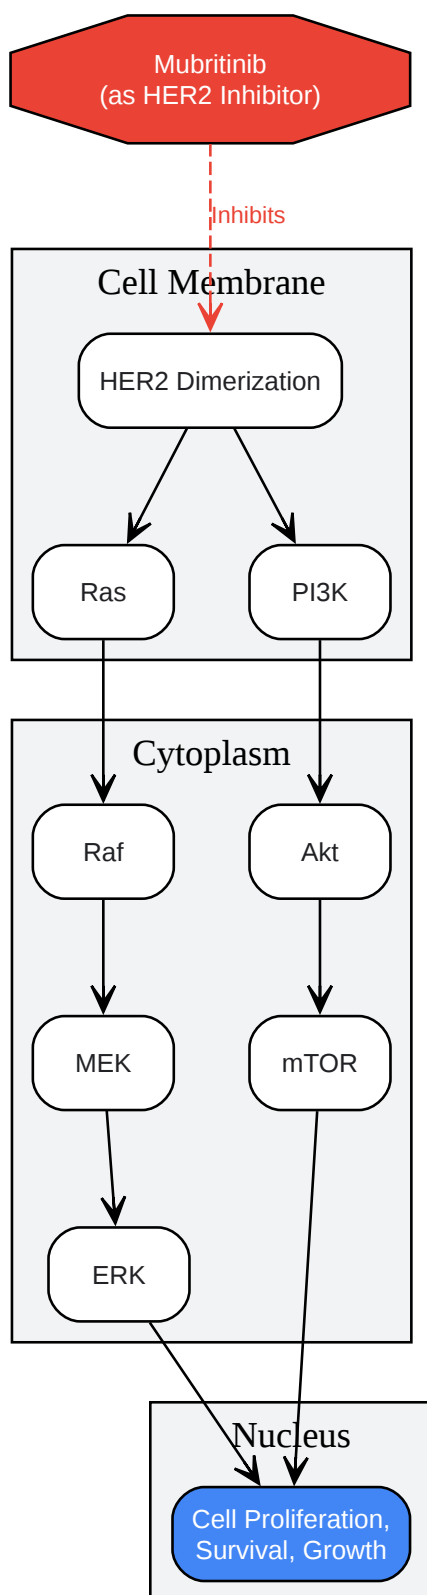 Mubritinib
(as HER2 Inhibitor)
Inhibits
Cell Membrane
HER2 Dimerization
Ras
PI3K
Cytoplasm
Raf
Akt
MEK
mTOR
ERK
Nucleus
Cell Proliferation,
Survival, Growth